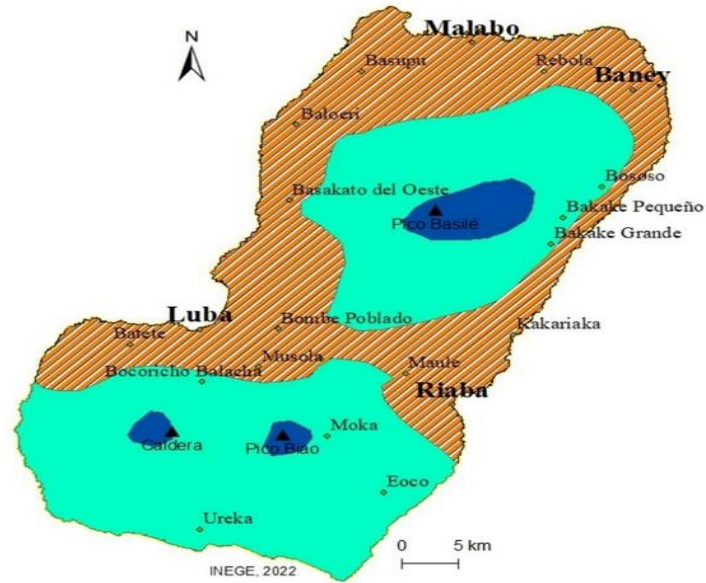 Malabo
N
Basupu
Rebola
Baney
Baloeri
Bososo
Basakato del Oeste
Bakake Pequeño
Pico Basilé
Bakake Grande
Luba
Bombe Poblado
Kakariaka
Batete
Musola
Maule
Bocoricho Balacha
Riaba
Moka
Caldera
Pico Biao
Eoco
Ureka
0 5 km
INEGE, 2022